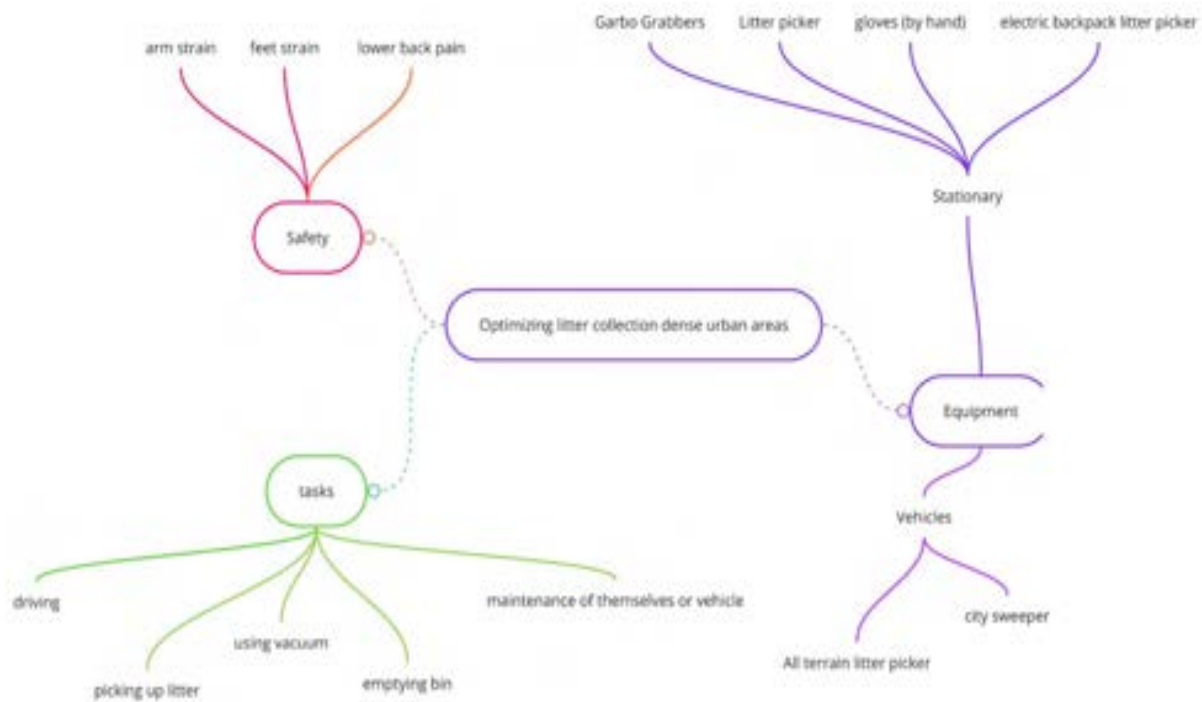 Garbo Grabbers
Litter picker
gloves (by hand)
electric backpack litter picker
arm strain
feet strain
lower back pain
Stationary
Safety
Optimizing litter collection dense urban areas
Equipment
tasks
Vehicles
driving
maintenance of themselves or vehicle
city sweeper
using vacuum
All terrain litter picker
picking up litter
emptying bin